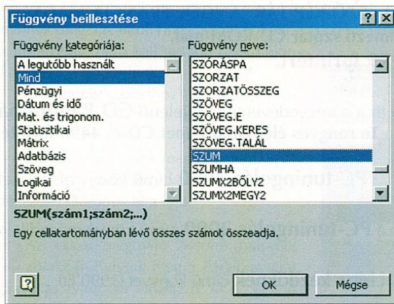 Függvény beillesztése
Függvény kategóriája:
A legutóbb használt
Mind
Pénzügyi
Dátum és idő
Mat. és trigonom.
Statisztikai
Mátrix
Adatbázis
Szöveg
Logikai
Információ
Függvény neve:
SZÓRÁSPA
SZORZAT
SZORZATÖSSZEG
SZÖVEG
SZÖVEG.E
SZÖVEG.KERES
SZÖVEG.TALÁL
SZUM
SZUMHA
SZUMX2BŐLY2
SZUMX2MEGY2
SZUM(szám1;szám2;...)
Egy cellatartományban lévő összes számot összeadja.
OK
Mégse